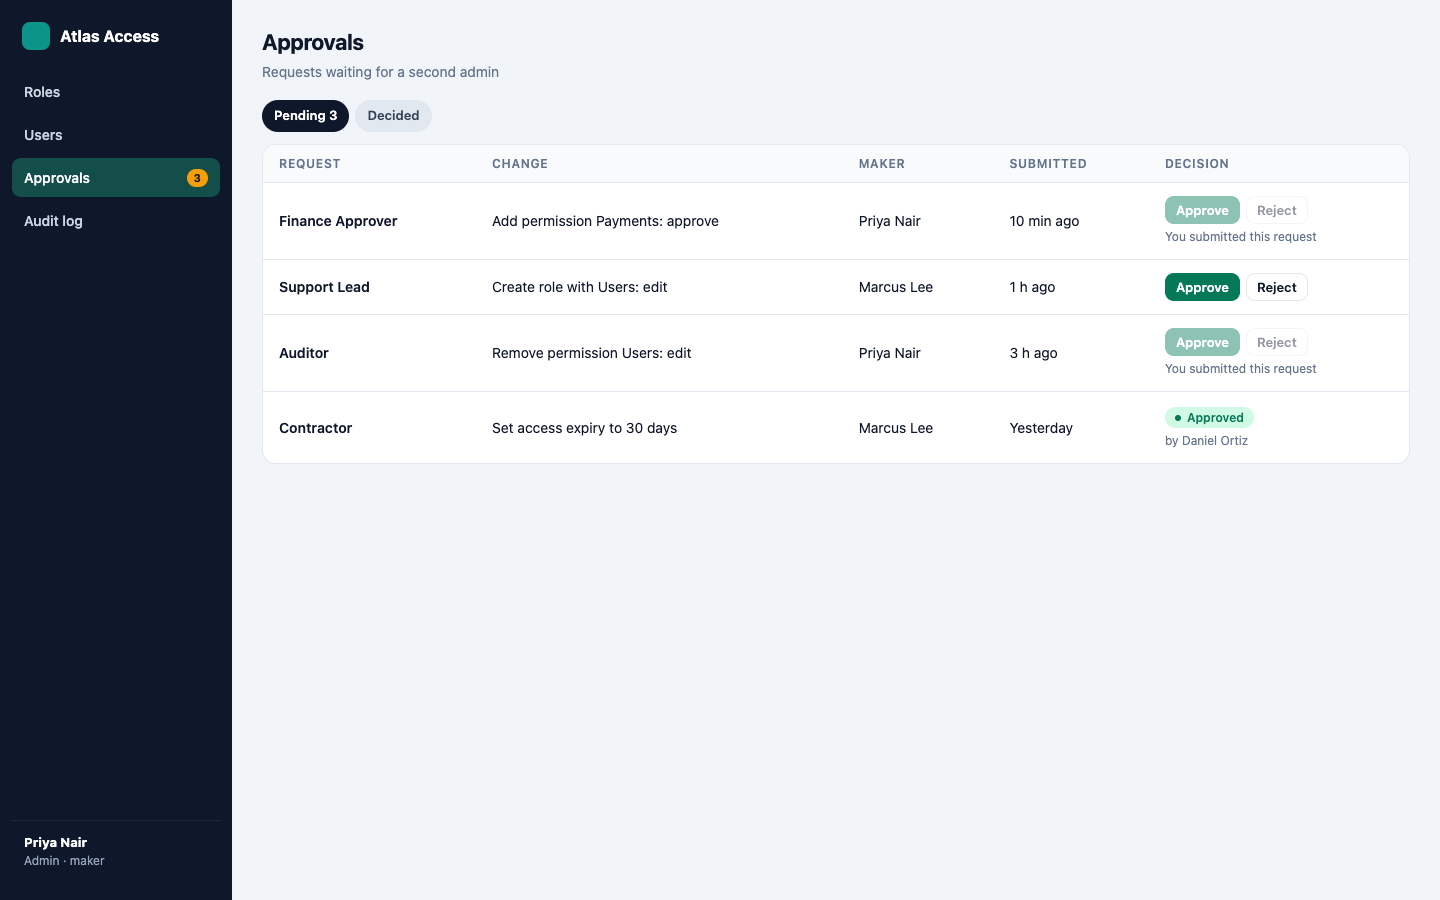 Atlas Access
Roles
Users
Approvals 3
Audit log
Priya Nair
Admin · maker
Approvals
Requests waiting for a second admin
Pending 3 Decided
REQUEST CHANGE MAKER SUBMITTED DECISION
Finance Approver Add permission Payments: approve Priya Nair 10 min ago Approve Reject
You submitted this request
Support Lead Create role with Users: edit Marcus Lee 1 h ago Approve Reject
Auditor Remove permission Users: edit Priya Nair 3 h ago Approve Reject
You submitted this request
Contractor Set access expiry to 30 days Marcus Lee Yesterday Approved
by Daniel Ortiz